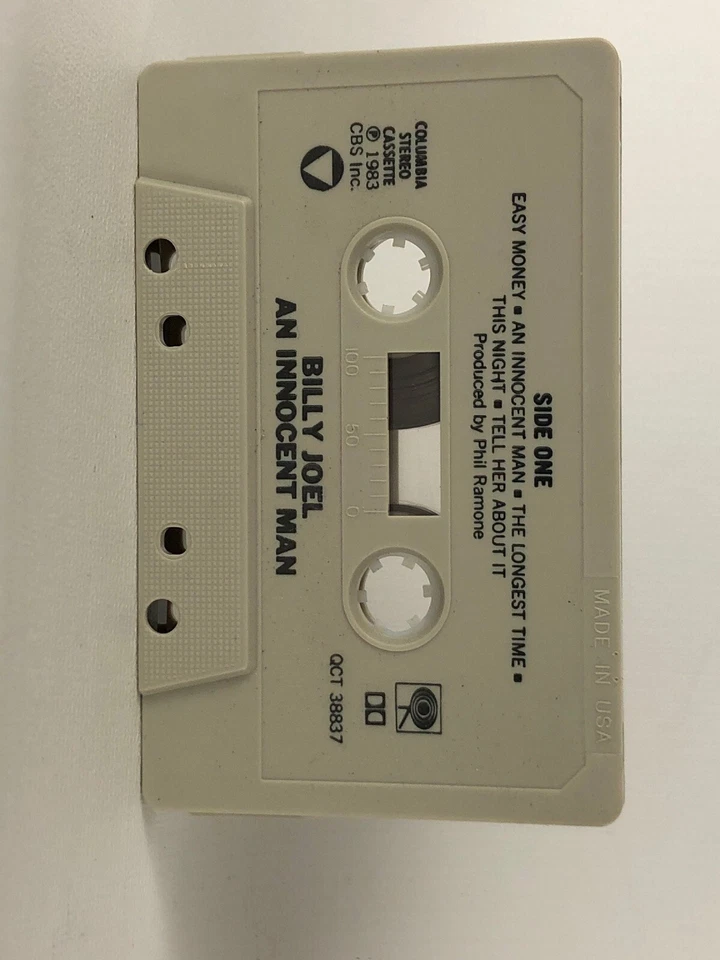 MADE IN USA
SIDE ONE
EASY MONEY ■ AN INNOCENT MAN ■ THE LONGEST TIME ■
THIS NIGHT ■ TELL HER ABOUT IT
Produced by Phil Ramone
COLUMBIA
STEREO
CASSETTE
℗ 1983
CBS Inc.
100 50 0
QCT 38837
BILLY JOEL
AN INNOCENT MAN